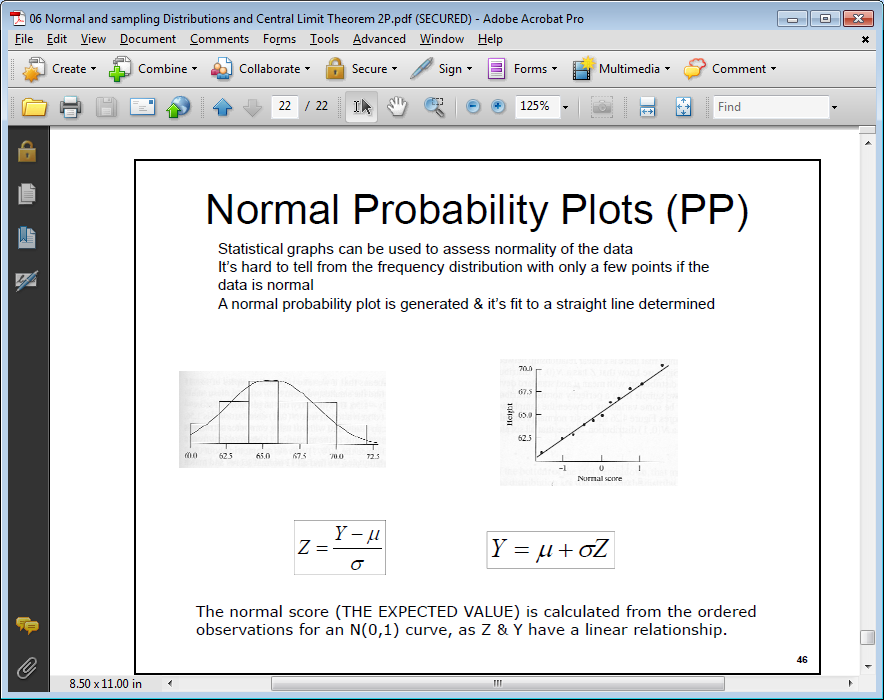 06 Normal and sampling Distributions and Central Limit Theorem 2P.pdf (SECURED) - Adobe Acrobat Pro
File Edit View Document Comments Forms Tools Advanced Window Help
Create Combine Collaborate Secure Sign Forms Multimedia Comment
22 / 22 125% Find
Normal Probability Plots (PP)
Statistical graphs can be used to assess normality of the data
It's hard to tell from the frequency distribution with only a few points if the
data is normal
A normal probability plot is generated & it's fit to a straight line determined
60.0 62.5 65.0 67.5 70.0 72.5
70.0
67.5
65.0
62.5
Height
-1 0 1
Normal score
Z = (Y − μ) / σ
Y = μ + σZ
The normal score (THE EXPECTED VALUE) is calculated from the ordered
observations for an N(0,1) curve, as Z & Y have a linear relationship.
46
8.50 x 11.00 in